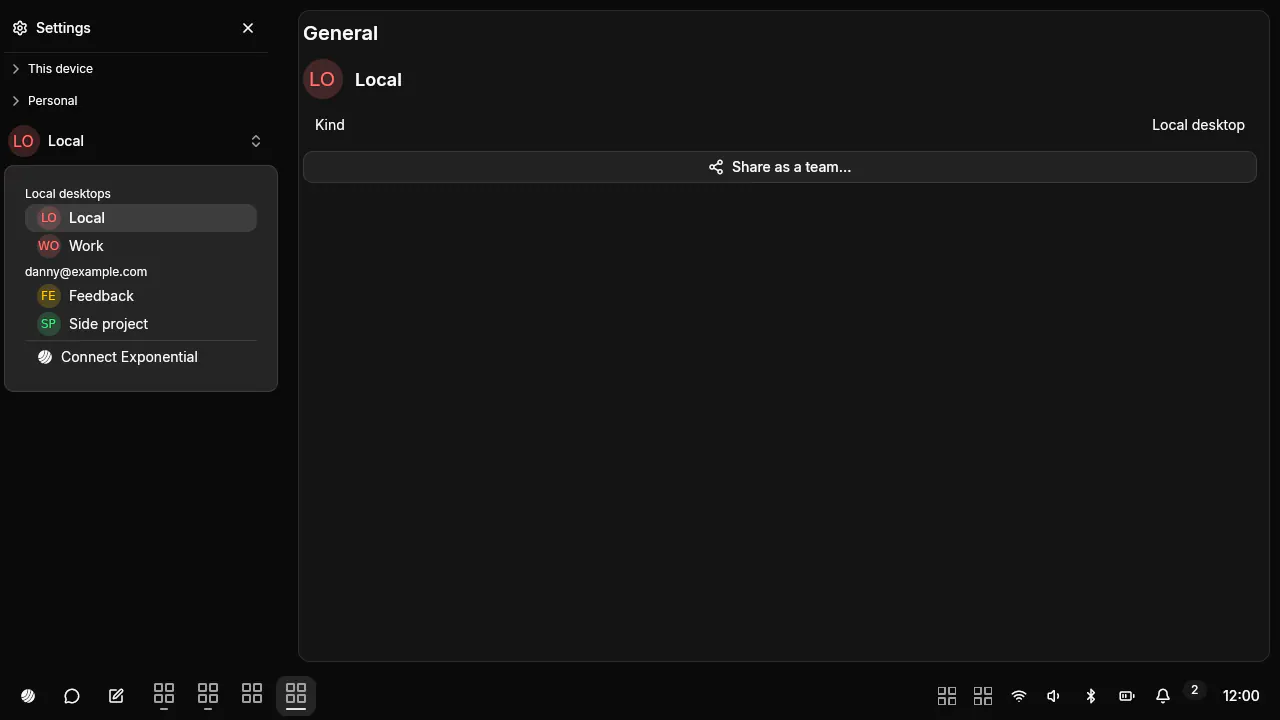 Settings
This device
Personal
LO Local
Local desktops
LO Local
WO Work
danny@example.com
FE Feedback
SP Side project
Connect Exponential
General
LO Local
Kind Local desktop
Share as a team...
2
12:00